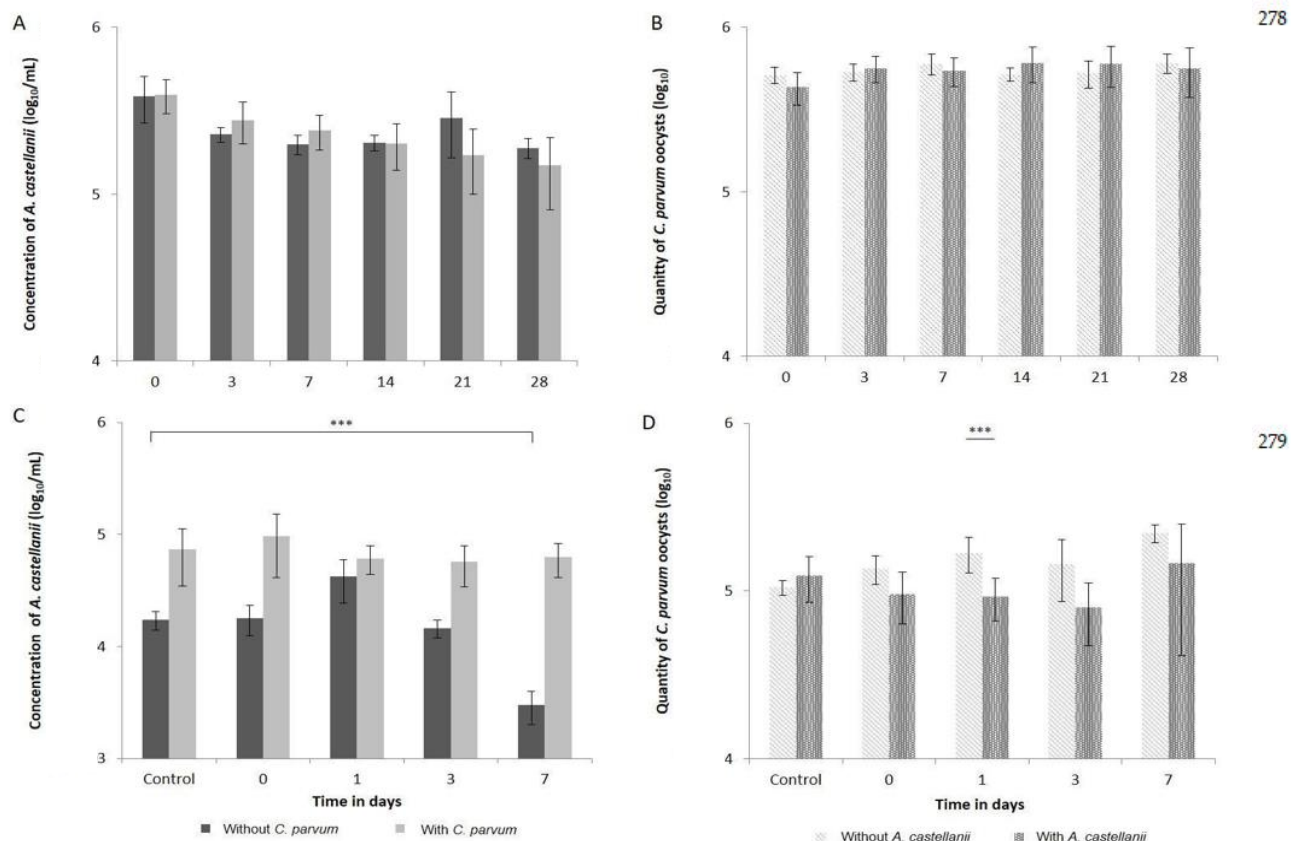 A
Concentration of A. castellanii (log10/mL)
6
5
4
0 3 7 14 21 28
B
Quanitty of C. parvum oocysts (log10)
6
5
4
0 3 7 14 21 28
278
C
Concentration of A. castellanii (log10/mL)
6
5
4
3
***
Control 0 1 3 7
Time in days
Without C. parvum With C. parvum
D
Quantity of C. parvum oocysts (log10)
6
5
4
***
Control 0 1 3 7
Time in days
Without A. castellanii With A. castellanii
279